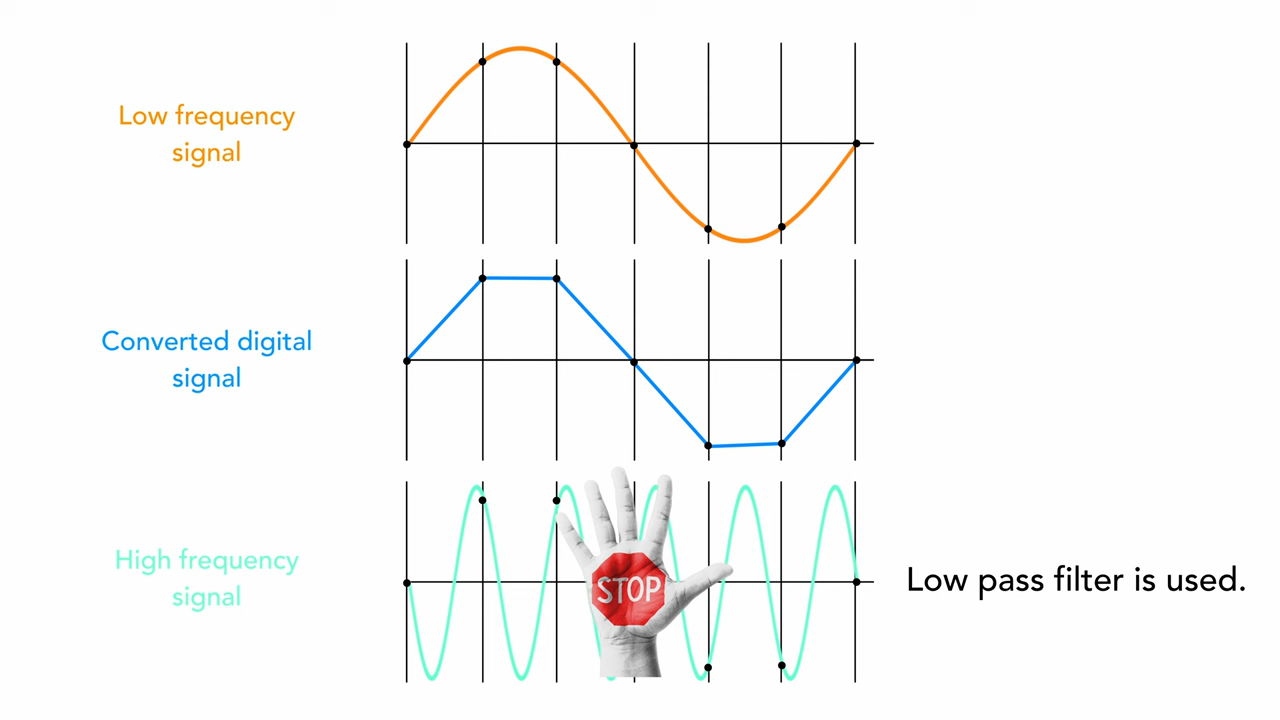 Low frequency
signal
Converted digital
signal
High frequency
signal
STOP
Low pass filter is used.